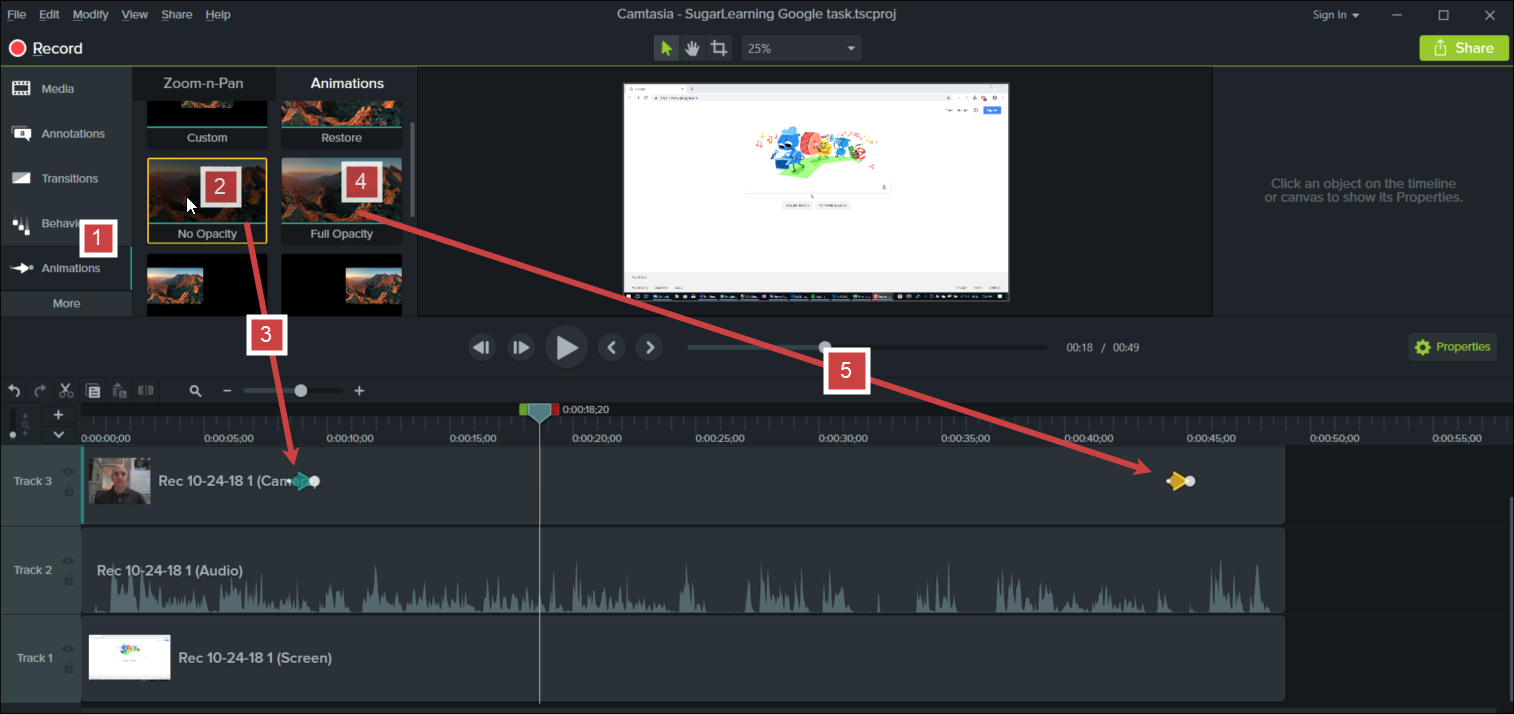 File Edit Modify View Share Help
Camtasia - SugarLearning Google task.tscproj
Sign In
Record
25%
Share
Media
Annotations
Transitions
Behavi
Animations
More
Zoom-n-Pan
Animations
Custom
Restore
No Opacity
Full Opacity
1
2
4
3
5
Click an object on the timeline
or canvas to show its Properties.
00:18 / 00:49
Properties
0:00:18;20
0:00:00;00 0:00:05;00 0:00:10;00 0:00:15;00 0:00:20;00 0:00:25;00 0:00:30;00 0:00:35;00 0:00:40;00 0:00:45;00 0:00:50;00 0:00:55;00
Track 3
Rec 10-24-18 1 (Camera)
Track 2
Rec 10-24-18 1 (Audio)
Track 1
Rec 10-24-18 1 (Screen)